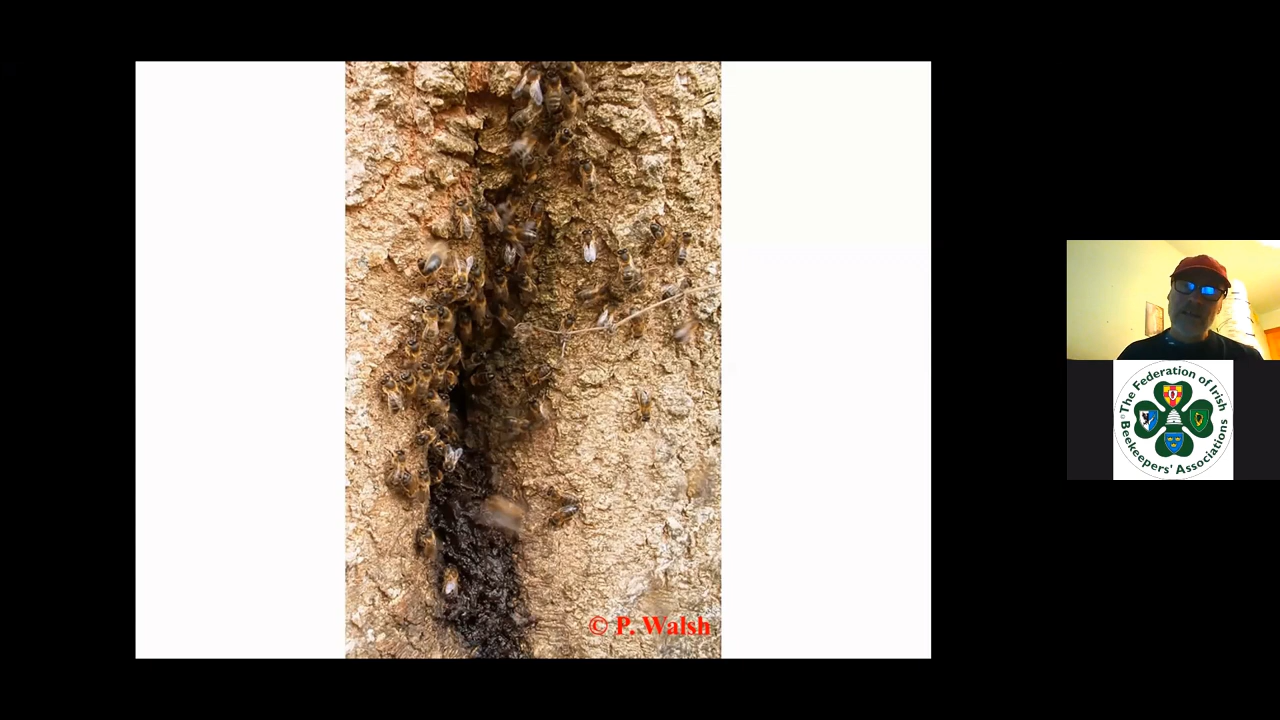 © P. Walsh
The Federation of Irish
Beekeepers' Associations